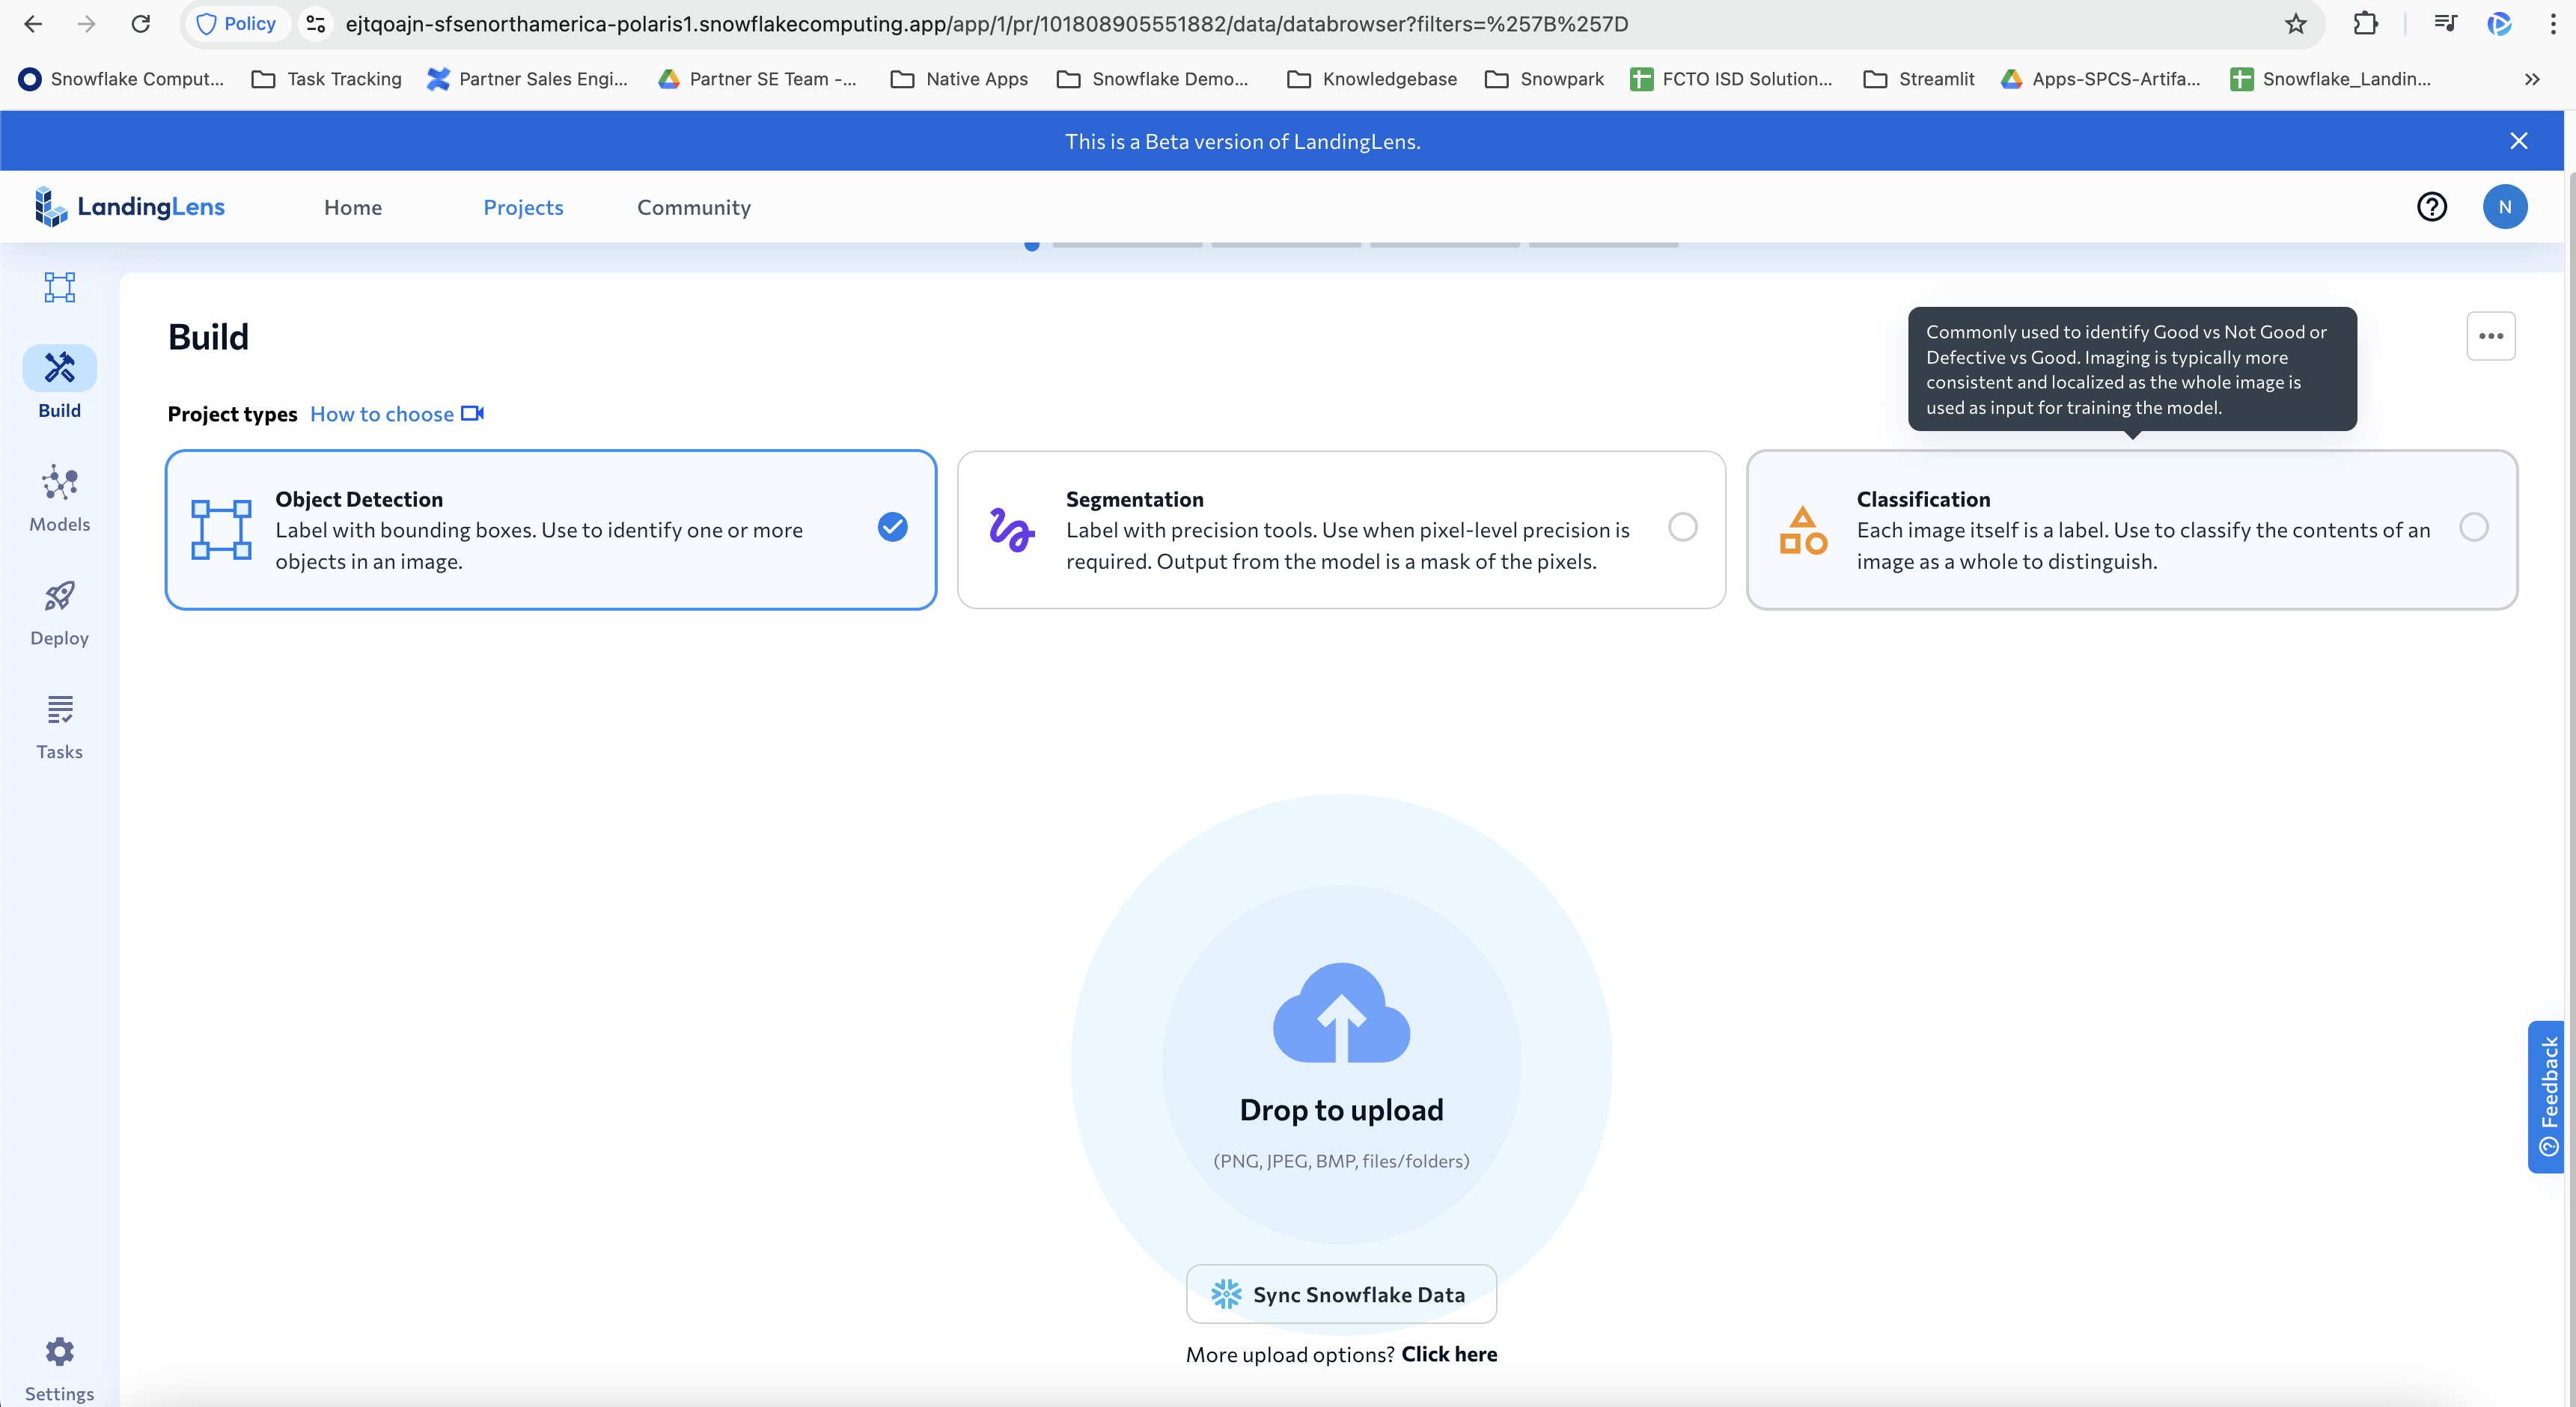 Policy
ejtqoajn-sfsenorthamerica-polaris1.snowflakecomputing.app/app/1/pr/101808905551882/data/databrowser?filters=%257B%257D
Snowflake Comput... Task Tracking Partner Sales Engi... Partner SE Team -... Native Apps Snowflake Demo... Knowledgebase Snowpark FCTO ISD Solution... Streamlit Apps-SPCS-Artifa... Snowflake_Landin...
This is a Beta version of LandingLens.
LandingLens Home Projects Community
N
Build
Commonly used to identify Good vs Not Good or
Defective vs Good. Imaging is typically more
consistent and localized as the whole image is
used as input for training the model.
Build
Project types How to choose
Models
Object Detection
Label with bounding boxes. Use to identify one or more
objects in an image.
Segmentation
Label with precision tools. Use when pixel-level precision is
required. Output from the model is a mask of the pixels.
Classification
Each image itself is a label. Use to classify the contents of an
image as a whole to distinguish.
Deploy
Tasks
Drop to upload
(PNG, JPEG, BMP, files/folders)
Feedback
Sync Snowflake Data
More upload options? Click here
Settings